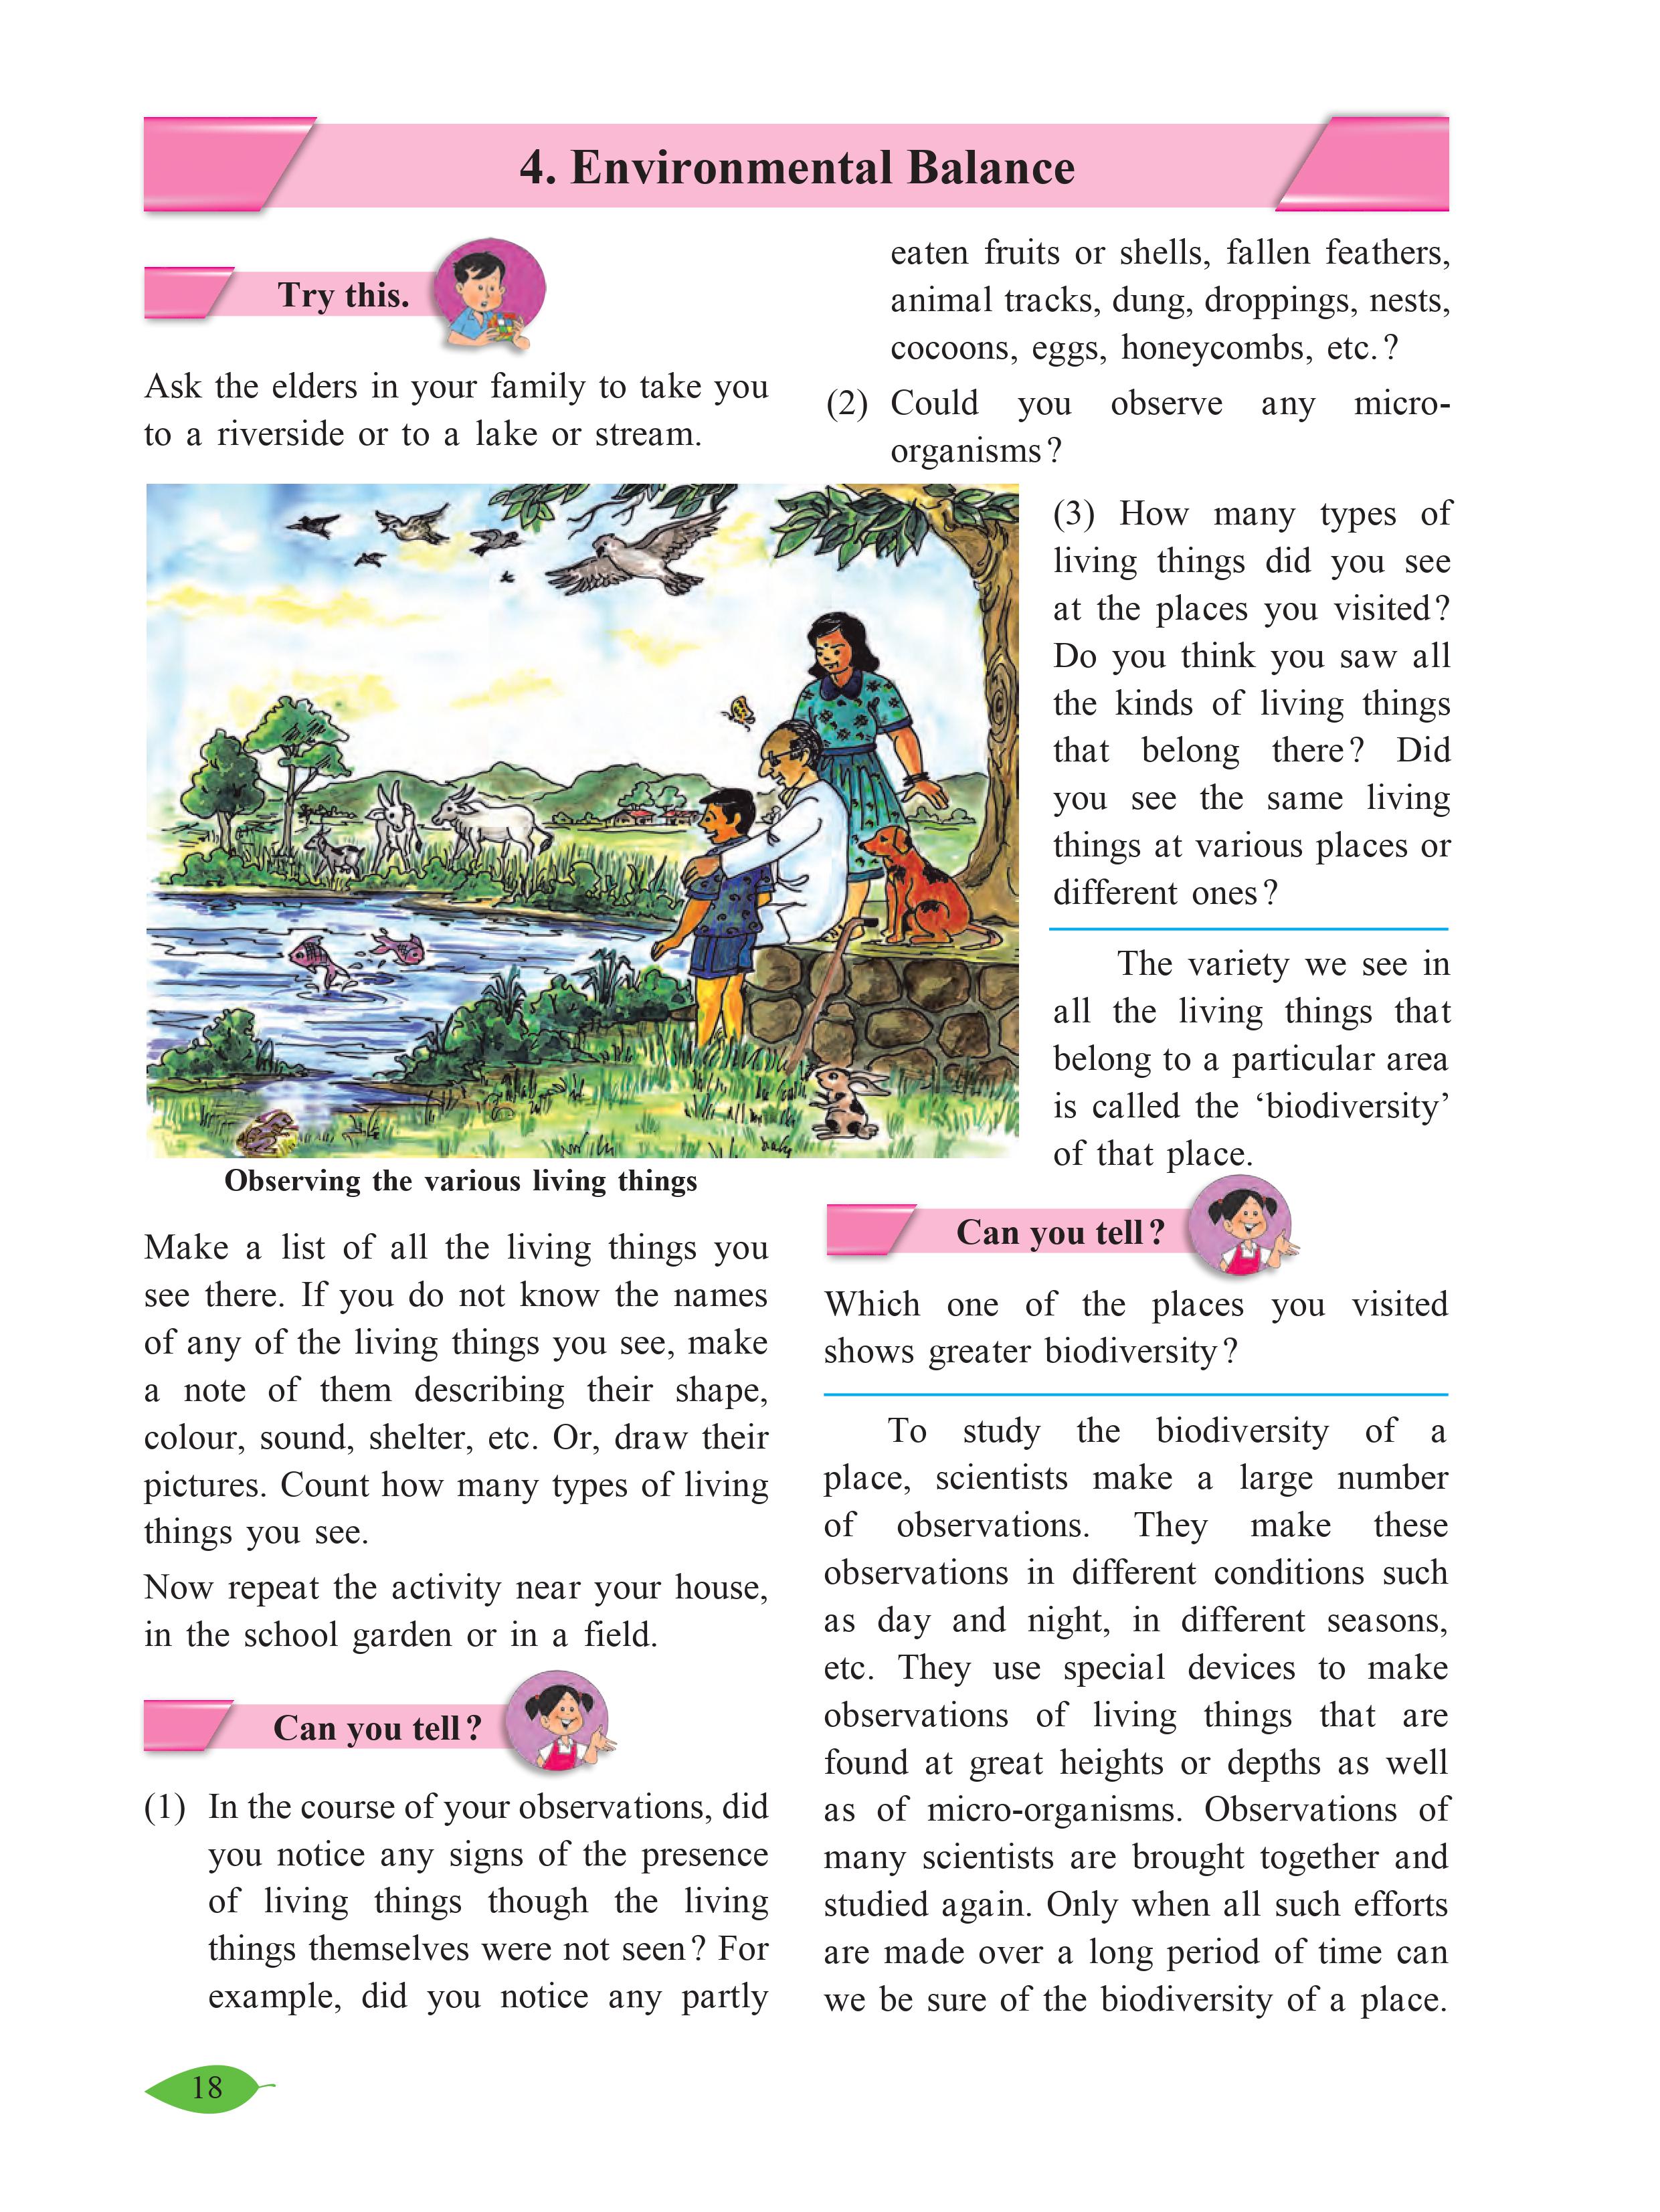 4. Environmental Balance
Try this.
Ask the elders in your family to take you
to a riverside or to a lake or stream.
Observing the various living things
Make a list of all the living things you
see there. If you do not know the names
of any of the living things you see, make
a note of them describing their shape,
colour, sound, shelter, etc. Or, draw their
pictures. Count how many types of living
things you see.
Now repeat the activity near your house,
in the school garden or in a field.
Can you tell?
(1) In the course of your observations, did
you notice any signs of the presence
of living things though the living
things themselves were not seen? For
example, did you notice any partly
eaten fruits or shells, fallen feathers,
animal tracks, dung, droppings, nests,
cocoons, eggs, honeycombs, etc.?
(2) Could you observe any micro-
organisms?
(3) How many types of
living things did you see
at the places you visited?
Do you think you saw all
the kinds of living things
that belong there? Did
you see the same living
things at various places or
different ones?
The variety we see in
all the living things that
belong to a particular area
is called the ‘biodiversity’
of that place.
Can you tell?
Which one of the places you visited
shows greater biodiversity?
To study the biodiversity of a
place, scientists make a large number
of observations. They make these
observations in different conditions such
as day and night, in different seasons,
etc. They use special devices to make
observations of living things that are
found at great heights or depths as well
as of micro-organisms. Observations of
many scientists are brought together and
studied again. Only when all such efforts
are made over a long period of time can
we be sure of the biodiversity of a place.
18